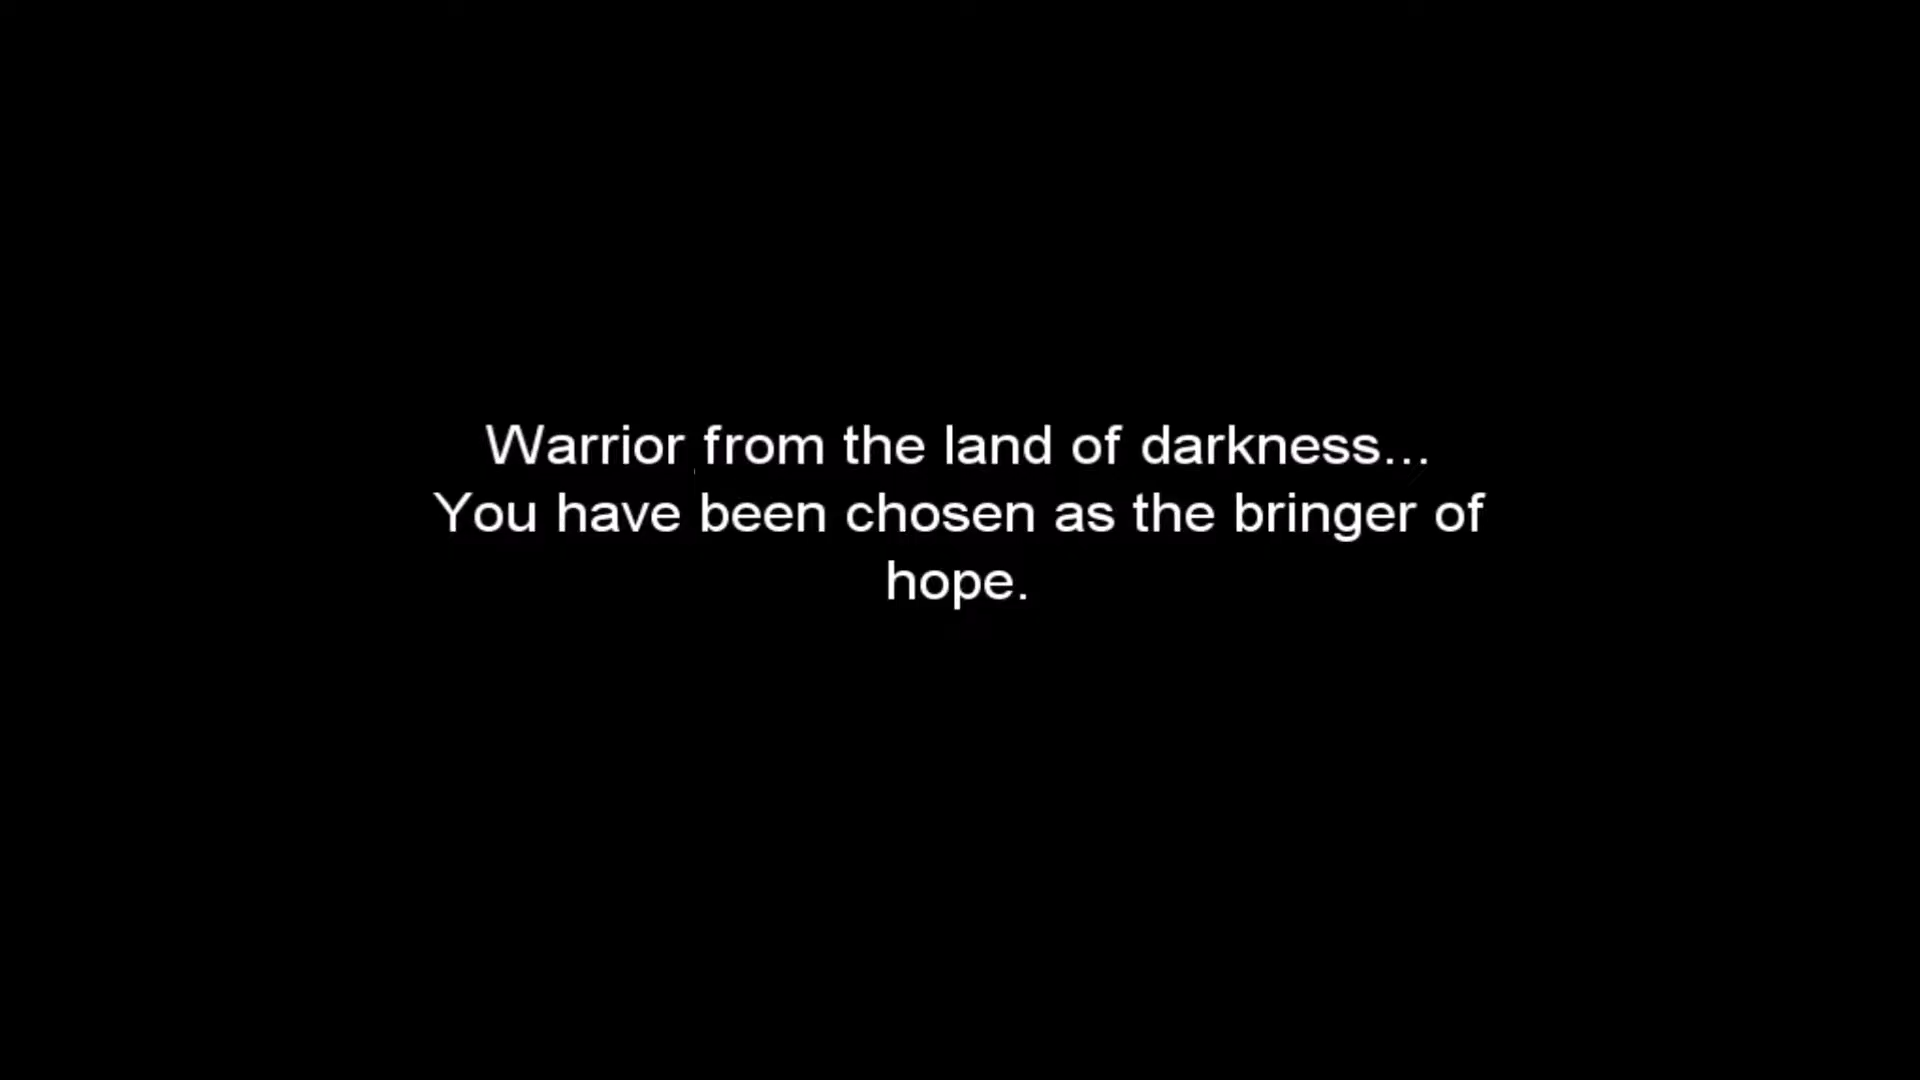 Warrior from the land of darkness...
You have been chosen as the bringer of
hope.